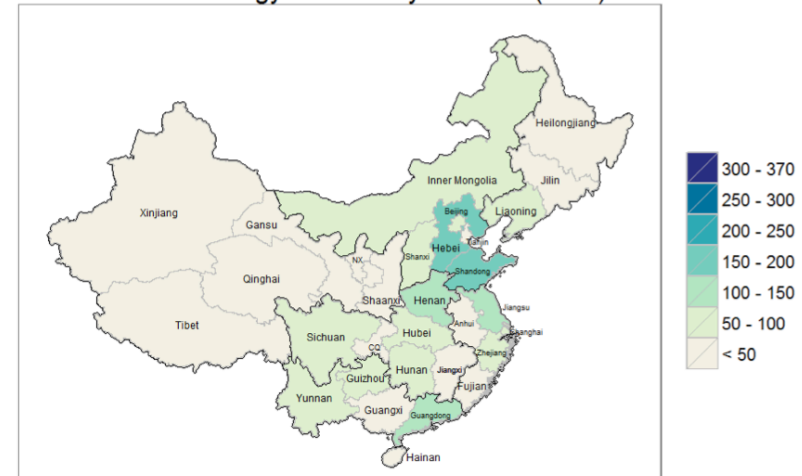 Heilongjiang
Jilin
Inner Mongolia
Liaoning
Beijing
Tianjin
Hebei
Shanxi
Shandong
Xinjiang
Gansu
NX
Qinghai
Shaanxi
Henan
Jiangsu
Tibet
Anhui
Shanghai
Sichuan
Hubei
CQ
Zhejiang
Hunan
Jiangxi
Guizhou
Fujian
Yunnan
Guangxi
Guangdong
Hainan
300 - 370
250 - 300
200 - 250
150 - 200
100 - 150
50 - 100
< 50